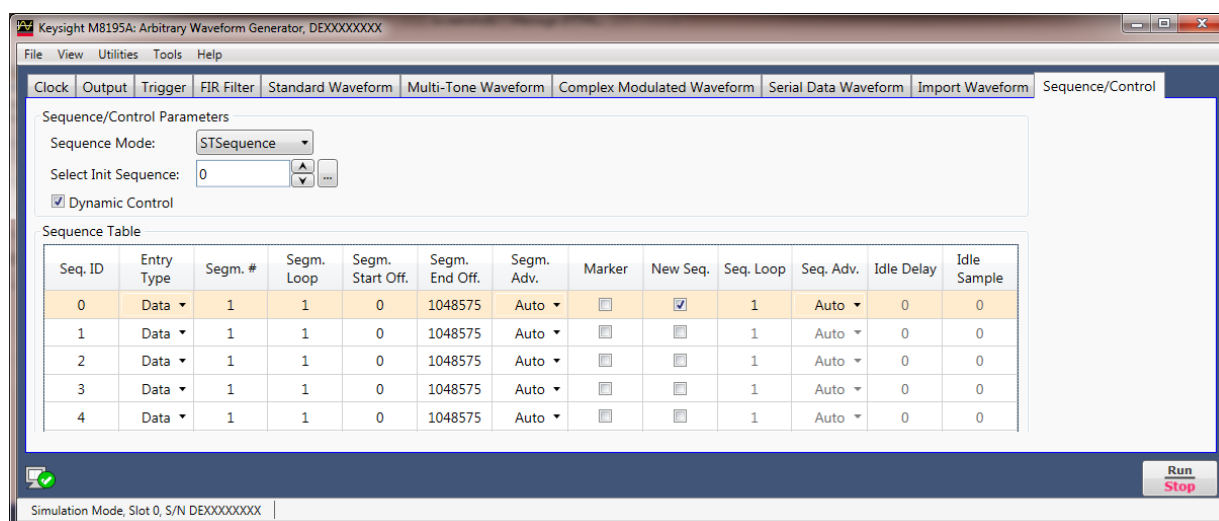 Keysight M8195A: Arbitrary Waveform Generator, DEXXXXXXXX
File View Utilities Tools Help
Clock Output Trigger FIR Filter Standard Waveform Multi-Tone Waveform Complex Modulated Waveform Serial Data Waveform Import Waveform Sequence/Control
Sequence/Control Parameters
Sequence Mode: STSequence
Select Init Sequence: 0 ...
Dynamic Control
Sequence Table
Seq. ID Entry Type Segm. # Segm. Loop Segm. Start Off. Segm. End Off. Segm. Adv. Marker New Seq. Seq. Loop Seq. Adv. Idle Delay Idle Sample
0 Data 1 1 0 1048575 Auto 1 Auto 0 0
1 Data 1 1 0 1048575 Auto 1 Auto 0 0
2 Data 1 1 0 1048575 Auto 1 Auto 0 0
3 Data 1 1 0 1048575 Auto 1 Auto 0 0
4 Data 1 1 0 1048575 Auto 1 Auto 0 0
Run
Stop
Simulation Mode, Slot 0, S/N DEXXXXXXXX